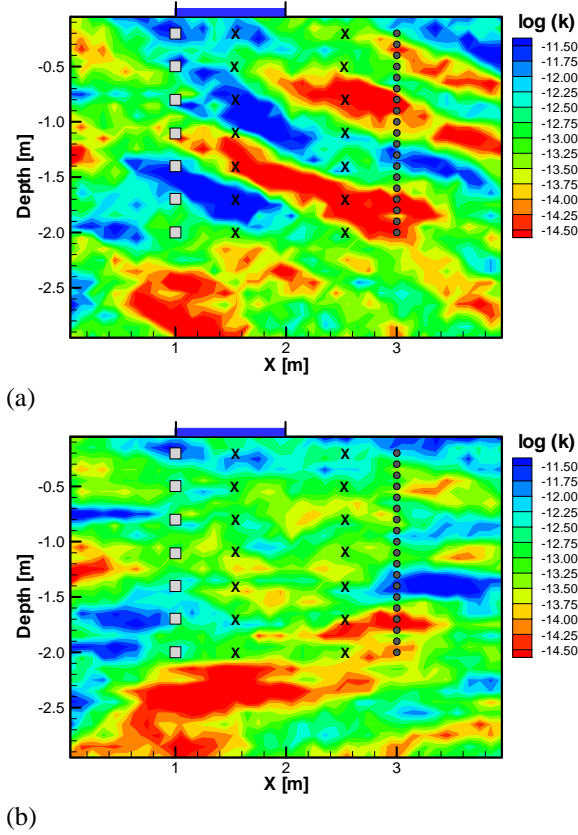 log (k)
-11.50
-11.75
-12.00
-12.25
-12.50
-12.75
-13.00
-13.25
-13.50
-13.75
-14.00
-14.25
-14.50
Depth [m]
-0.5
-1.0
-1.5
-2.0
-2.5
X X
X X
X X
X X
X X
X X
X X
1 2 3
X [m]
(a)
log (k)
-11.50
-11.75
-12.00
-12.25
-12.50
-12.75
-13.00
-13.25
-13.50
-13.75
-14.00
-14.25
-14.50
Depth [m]
-0.5
-1.0
-1.5
-2.0
-2.5
X X
X X
X X
X X
X X
X X
X X
1 2 3
X [m]
(b)